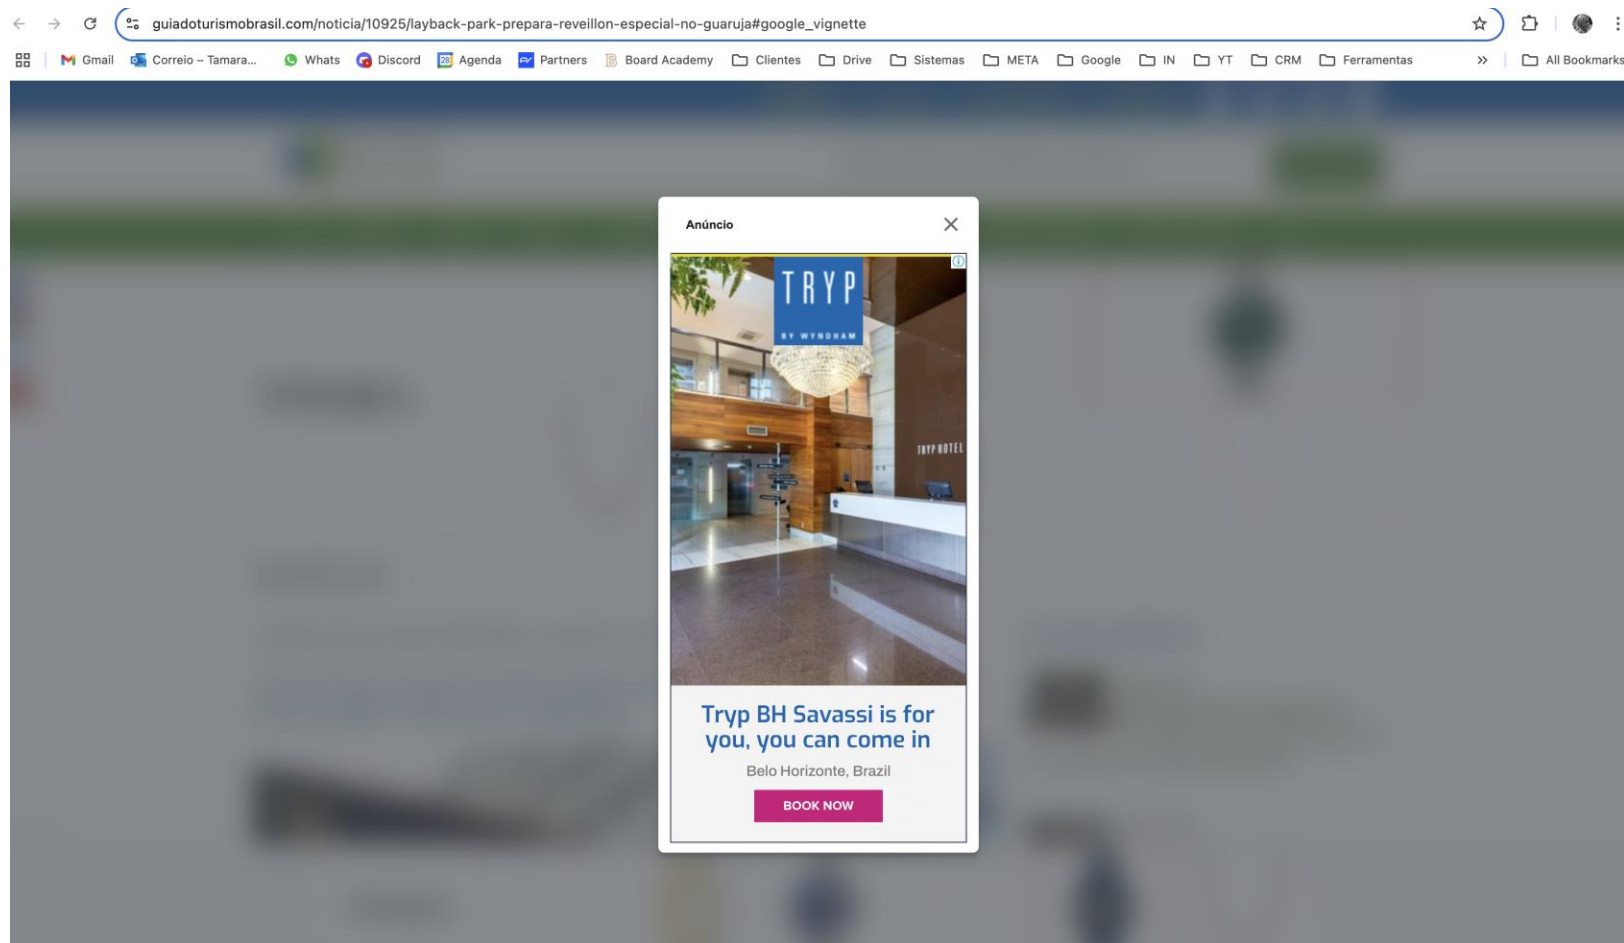 guiadoturismobrasil.com/noticia/10925/layback-park-prepara-reveillon-especial-no-guaruja#google_vignette
Gmail Correio – Tamara... Whats Discord 28 Agenda Partners Board Academy Clientes Drive Sistemas META Google IN YT CRM Ferramentas » All Bookmarks
Anúncio
TRYP
BY WYNDHAM
TRYP HOTEL
Tryp BH Savassi is for
you, you can come in
Belo Horizonte, Brazil
BOOK NOW